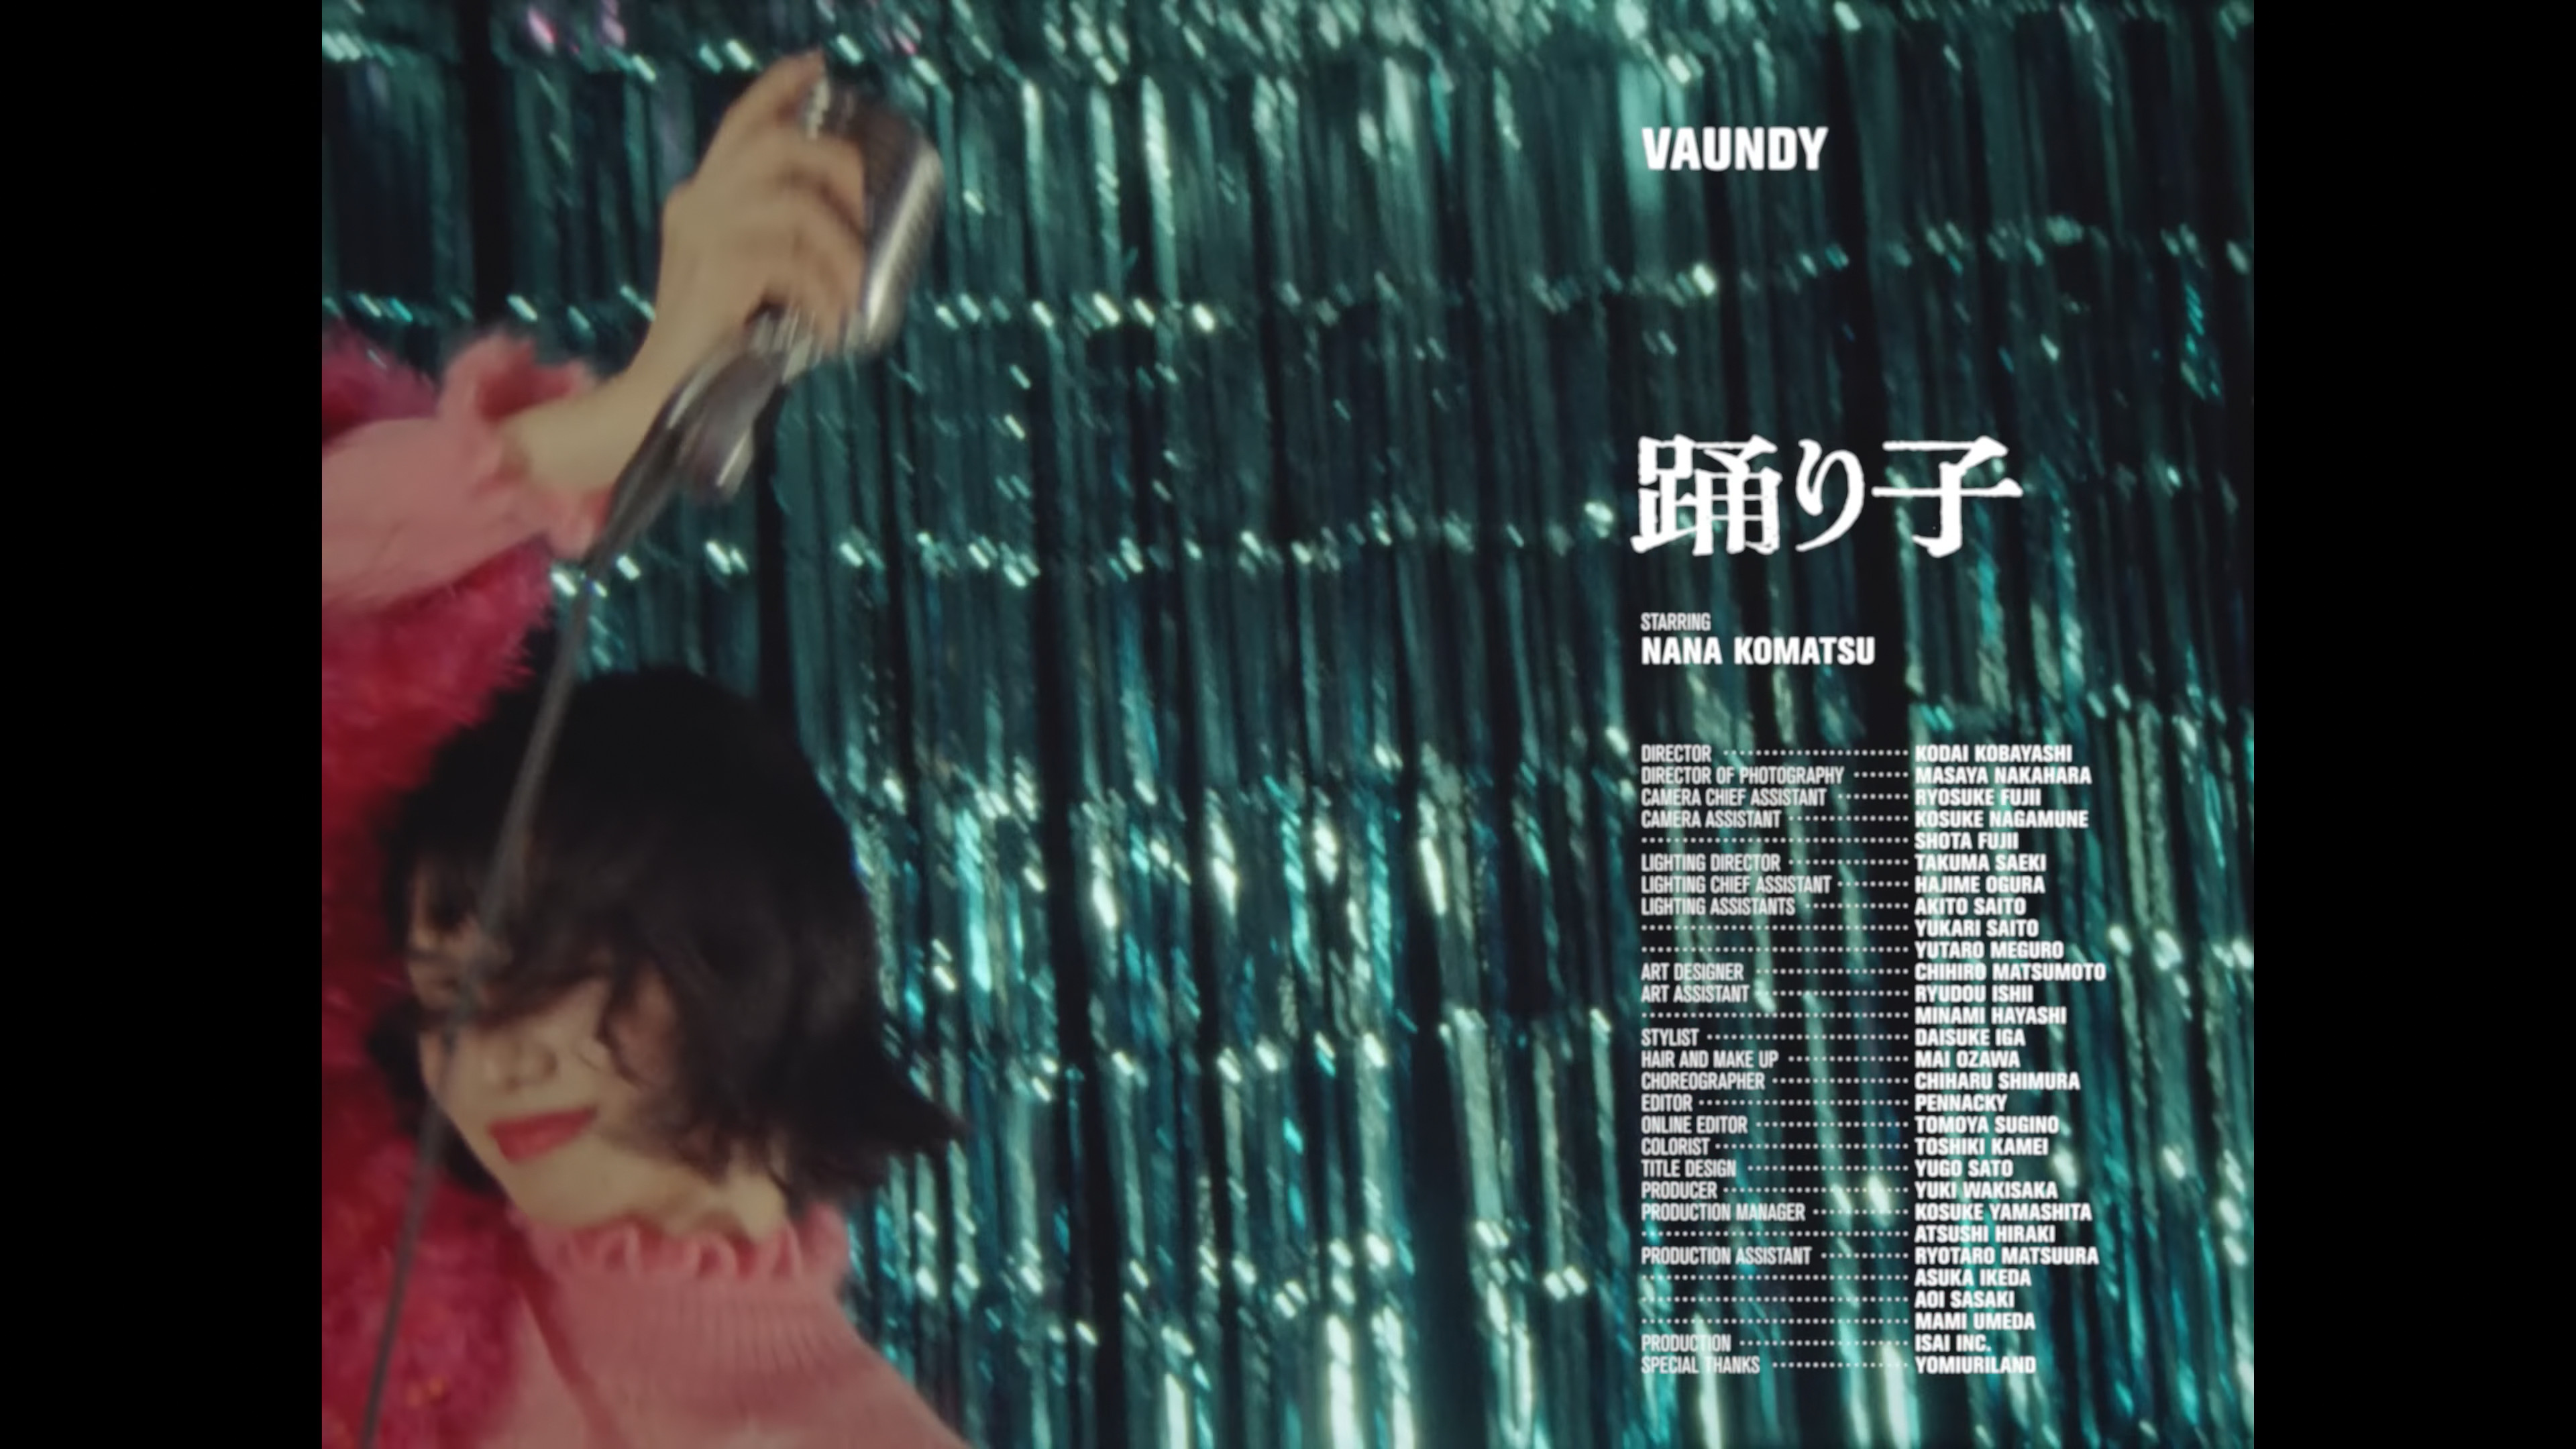 VAUNDY
踊り子
STARRING
NANA KOMATSU
DIRECTOR ······················· KODAI KOBAYASHI
DIRECTOR OF PHOTOGRAPHY ······· MASAYA NAKAHARA
CAMERA CHIEF ASSISTANT ········· RYOSUKE FUJII
CAMERA ASSISTANT ··············· KOSUKE NAGAMUNE
································· SHOTA FUJII
LIGHTING DIRECTOR ··············· TAKUMA SAEKI
LIGHTING CHIEF ASSISTANT ········· HAJIME OGURA
LIGHTING ASSISTANTS ············· AKITO SAITO
································· YUKARI SAITO
································· YUTARO MEGURO
ART DESIGNER ··················· CHIHIRO MATSUMOTO
ART ASSISTANT ··················· RYUDOU ISHII
································· MINAMI HAYASHI
STYLIST ························· DAISUKE IGA
HAIR AND MAKE UP ··············· MAI OZAWA
CHOREOGRAPHER ················· CHIHARU SHIMURA
EDITOR ·························· PENNACKY
ONLINE EDITOR ··················· TOMOYA SUGINO
COLORIST ························ TOSHIKI KAMEI
TITLE DESIGN ···················· YUGO SATO
PRODUCER ······················· YUKI WAKISAKA
PRODUCTION MANAGER ············ KOSUKE YAMASHITA
································· ATSUSHI HIRAKI
PRODUCTION ASSISTANT ··········· RYOTARO MATSUURA
································· ASUKA IKEDA
································· AOI SASAKI
································· MAMI UMEDA
PRODUCTION ····················· ISAI INC.
SPECIAL THANKS ················· YOMIURILAND